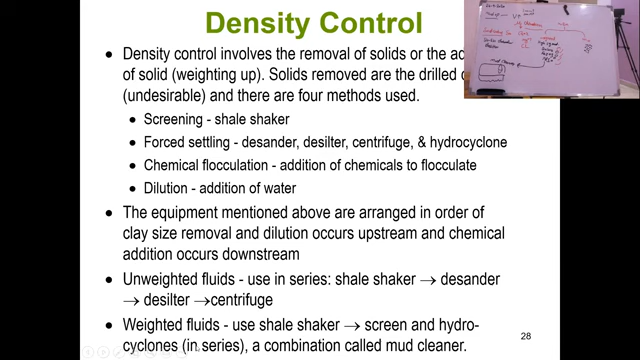 Density Control
• Density control involves the removal of solids or the ad
of solid (weighting up). Solids removed are the drilled c
(undesirable) and there are four methods used.
• Screening - shale shaker
• Forced settling - desander, desilter, centrifuge, & hydrocyclone
• Chemical flocculation - addition of chemicals to flocculate
• Dilution - addition of water
• The equipment mentioned above are arranged in order of
clay size removal and dilution occurs upstream and chemical
addition occurs downstream
• Unweighted fluids - use in series: shale shaker → desander
→ desilter →centrifuge
• Weighted fluids - use shale shaker → screen and hydro-
cyclones (in series), a combination called mud cleaner.
28
Mud Cleaner